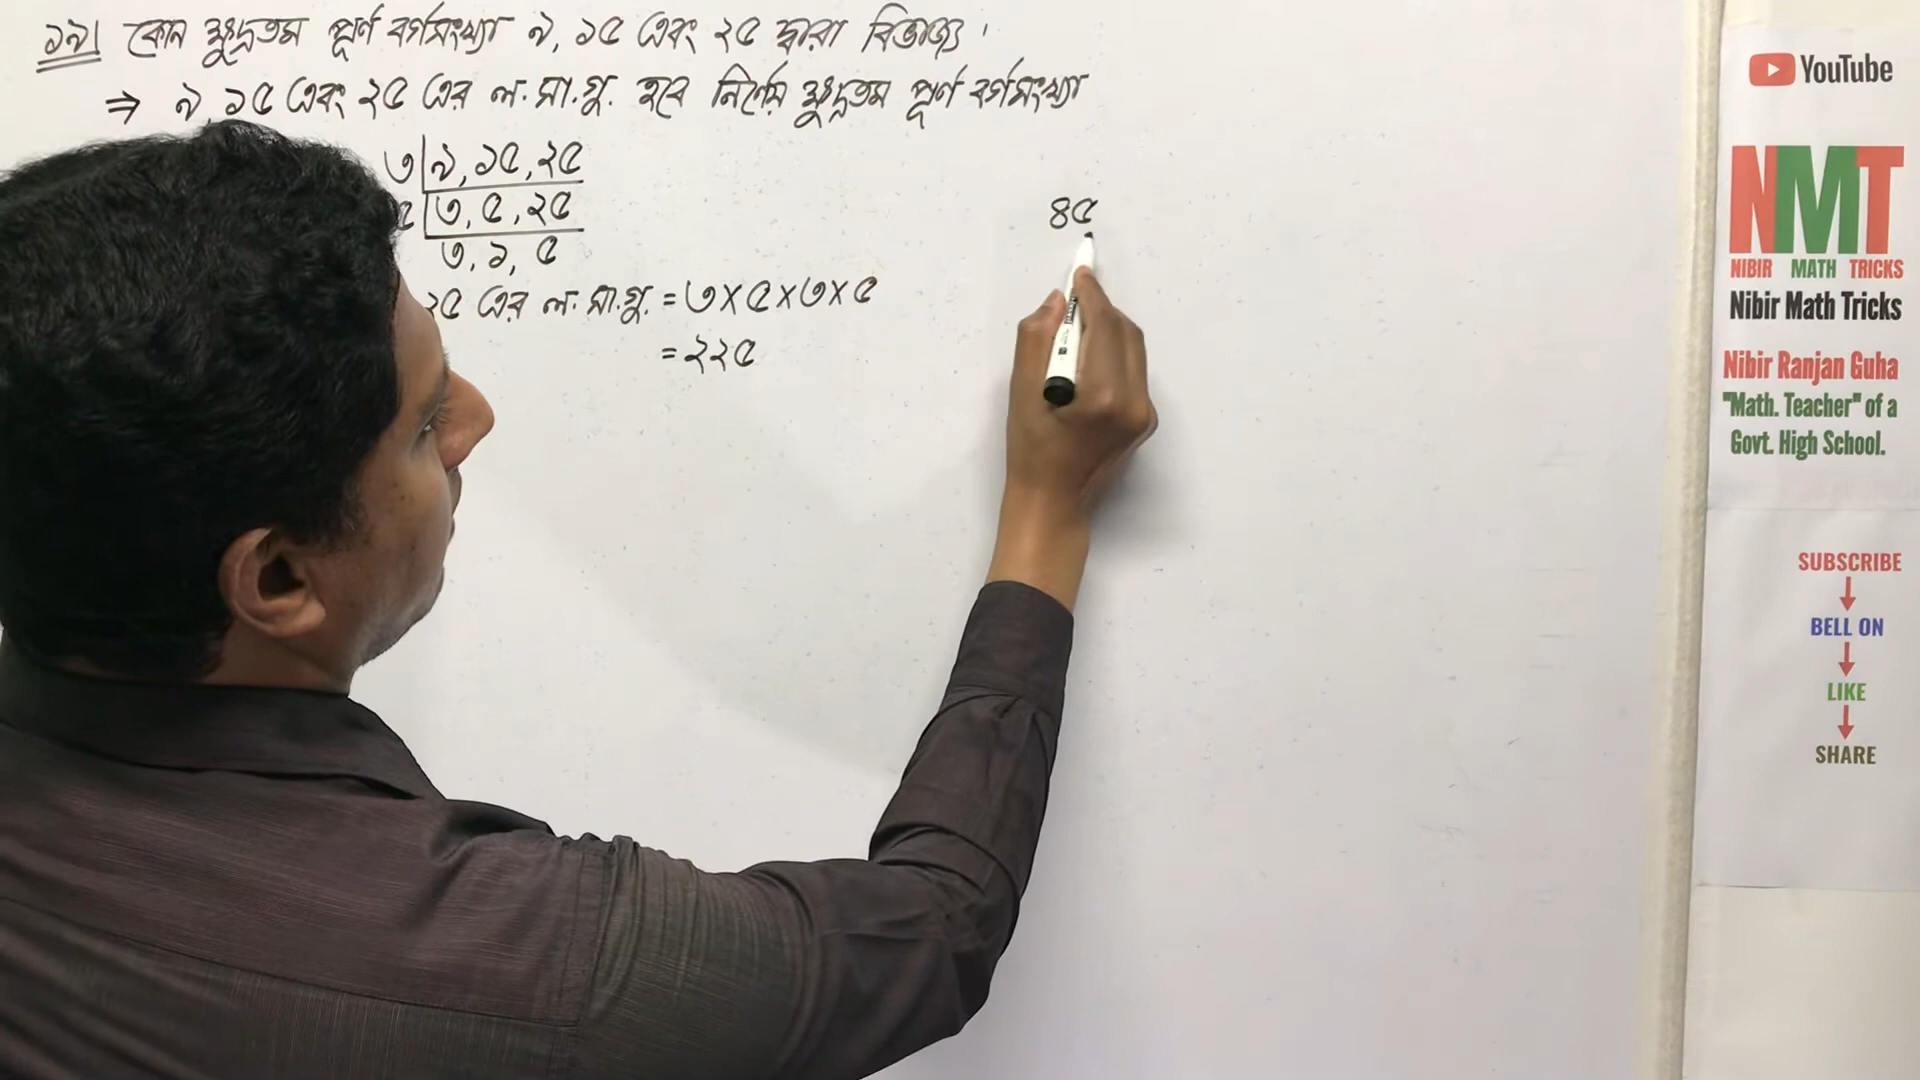 ১৯। কোন ক্ষুদ্রতম পূর্ণ বর্গসংখ্যা ৯, ১৫ এবং ২৫ দ্বারা বিভাজ্য।
⇒ ৯, ১৫ এবং ২৫ এর ল. সা. গু. হবে নির্ণেয় ক্ষুদ্রতম পূর্ণ বর্গসংখ্যা
৩ | ৯, ১৫, ২৫
৫ | ৩, ৫, ২৫
৩, ১, ৫
২৫ এর ল. সা. গু. = ৩ × ৫ × ৩ × ৫
= ২২৫
৪৫
YouTube
NMT
NIBIR MATH TRICKS
Nibir Math Tricks
Nibir Ranjan Guha
"Math. Teacher" of a
Govt. High School.
SUBSCRIBE
BELL ON
LIKE
SHARE